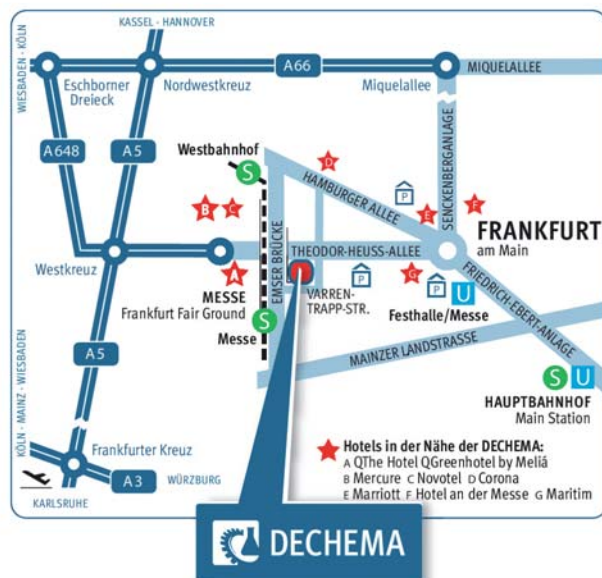 KASSEL - HANNOVER
WIESBADEN - KÖLN
A66
MIQUELALLEE
Eschborner
Dreieck
Nordwestkreuz
Miquelallee
A648
A5
Westbahnhof
S
D
P
HAMBURGER ALLEE
SENCKENBERGANLAGE
B
C
E
F
FRANKFURT
am Main
THEODOR-HEUSS-ALLEE
EMSER BRÜCKE
Westkreuz
A
P
G
P
U
MESSE
Frankfurt Fair Ground
VARREN-
TRAPP-STR.
Festhalle/Messe
FRIEDRICH-EBERT-ANLAGE
S
Messe
A5
MAINZER LANDSTRASSE
S U
HAUPTBAHNHOF
Main Station
KÖLN - MAINZ - WIESBADEN
Frankfurter Kreuz
A3
WÜRZBURG
KARLSRUHE
Hotels in der Nähe der DECHEMA:
A QThe Hotel QGreenhotel by Meliá
B Mercure C Novotel D Corona
E Marriott F Hotel an der Messe G Maritim
DECHEMA